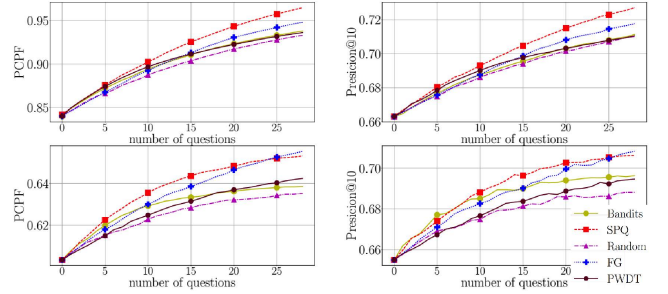 0.95
0.90
0.85
PCPF
0 5 10 15 20 25
number of questions
0.72
0.70
0.68
0.66
Presicion@10
0 5 10 15 20 25
number of questions
0.64
0.62
PCPF
0 5 10 15 20 25
number of questions
0.70
0.68
0.66
Presicion@10
0 5 10 15 20 25
number of questions
Bandits
SPQ
Random
FG
PWDT